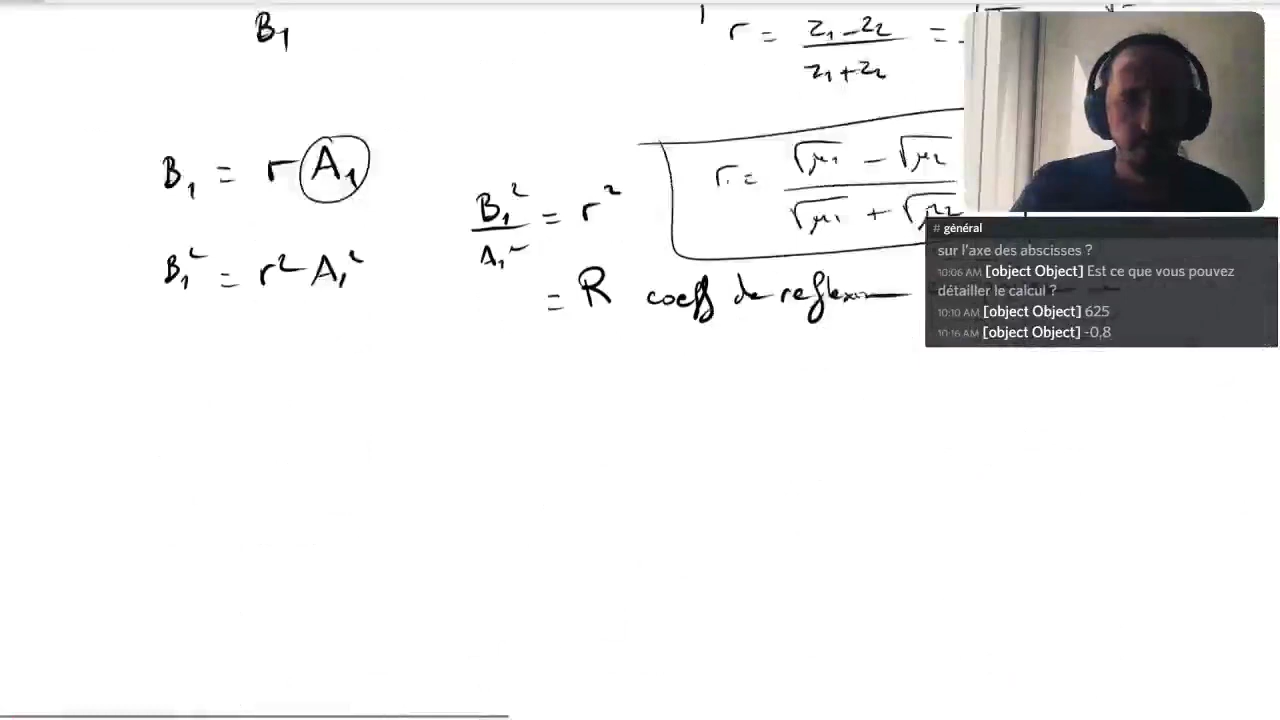 B₁
r = (z₁ - z₂)/(z₁ + z₂) =
B₁ = r A₁
B₁²/A₁² = r²
r = (√μ₁ - √μ₂)/(√μ₁ + √μ₂)
B₁² = r² A₁²
= R coeff de reflexion
# général
sur l'axe des abscisses ?
10:06 AM [object Object] Est ce que vous pouvez
détailler le calcul ?
10:10 AM [object Object] 625
10:16 AM [object Object] -0,8